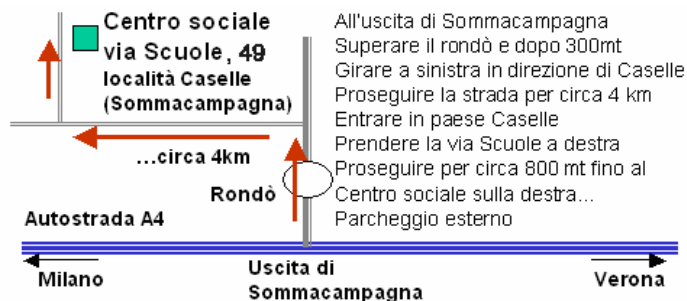 Centro sociale
via Scuole, 49
località Caselle
(Sommacampagna)
...circa 4km
Rondò
Autostrada A4
Milano
Uscita di
Sommacampagna
Verona
All'uscita di Sommacampagna
Superare il rondò e dopo 300mt
Girare a sinistra in direzione di Caselle
Proseguire la strada per circa 4 km
Entrare in paese Caselle
Prendere la via Scuole a destra
Proseguire per circa 800 mt fino al
Centro sociale sulla destra...
Parcheggio esterno